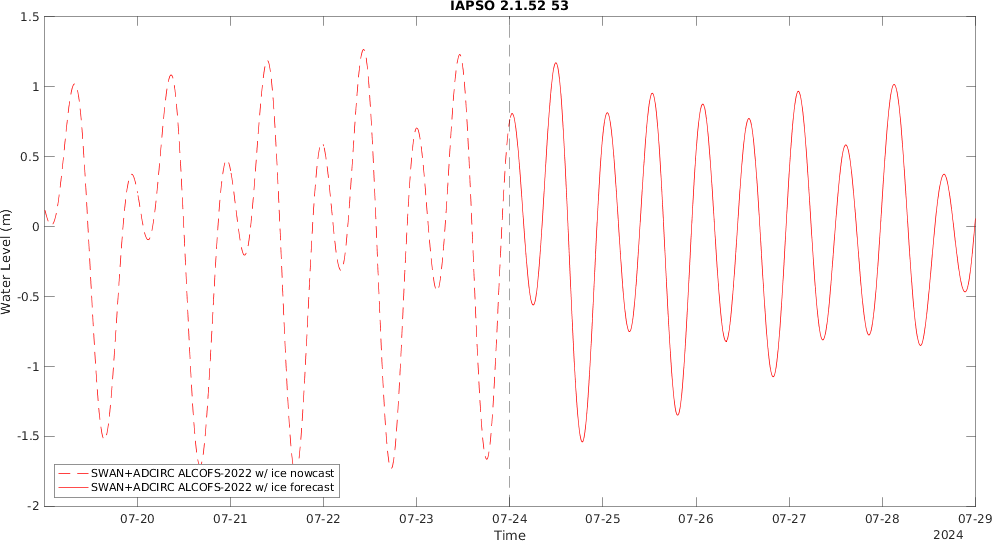 IAPSO 2.1.52 53
1.5
1
0.5
0
-0.5
-1
-1.5
-2
Water Level (m)
SWAN+ADCIRC ALCOFS-2022 w/ ice nowcast
SWAN+ADCIRC ALCOFS-2022 w/ ice forecast
07-20 07-21 07-22 07-23 07-24 07-25 07-26 07-27 07-28 07-29
Time
2024